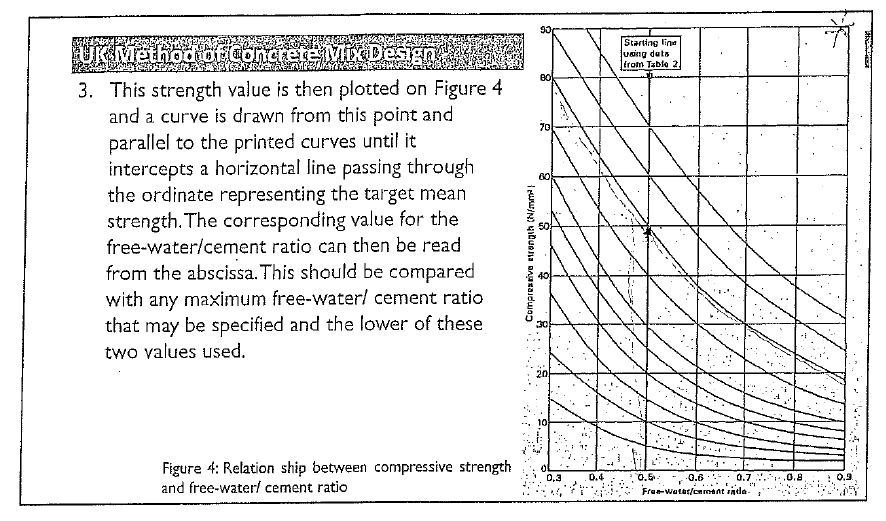 UK Method of Concrete Mix Design
3. This strength value is then plotted on Figure 4
and a curve is drawn from this point and
parallel to the printed curves until it
intercepts a horizontal line passing through
the ordinate representing the target mean
strength. The corresponding value for the
free-water/cement ratio can then be read
from the abscissa. This should be compared
with any maximum free-water/ cement ratio
that may be specified and the lower of these
two values used.
Figure 4: Relation ship between compressive strength
and free-water/ cement ratio
Starting line
using data
from Table 2
Compressive strength (N/mm²)
90
80
70
60
50
40
30
20
10
0
0.3 0.4 0.5 0.6 0.7 0.8 0.9
Free-water/cement ratio